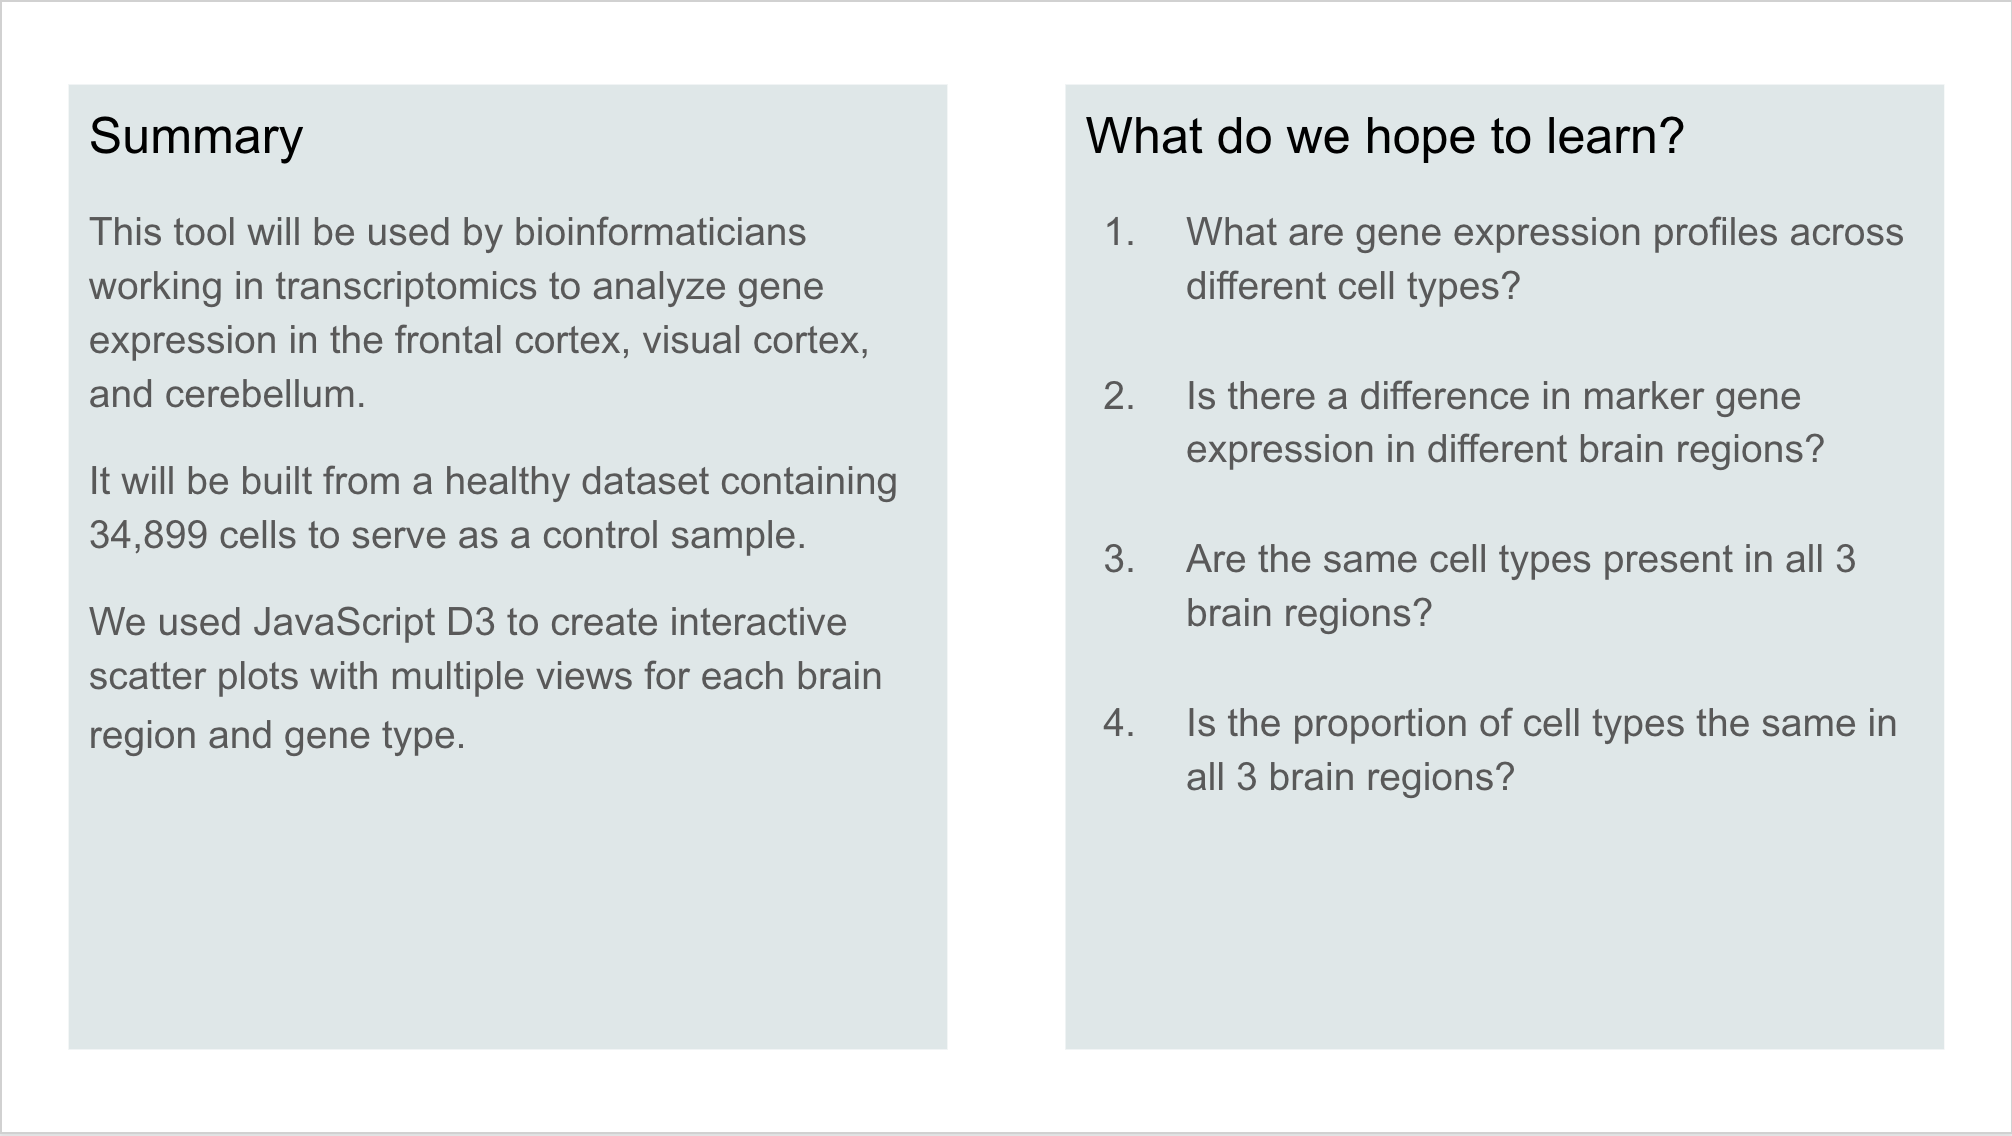 Summary
This tool will be used by bioinformaticians
working in transcriptomics to analyze gene
expression in the frontal cortex, visual cortex,
and cerebellum.
It will be built from a healthy dataset containing
34,899 cells to serve as a control sample.
We used JavaScript D3 to create interactive
scatter plots with multiple views for each brain
region and gene type.
What do we hope to learn?
1. What are gene expression profiles across
different cell types?
2. Is there a difference in marker gene
expression in different brain regions?
3. Are the same cell types present in all 3
brain regions?
4. Is the proportion of cell types the same in
all 3 brain regions?